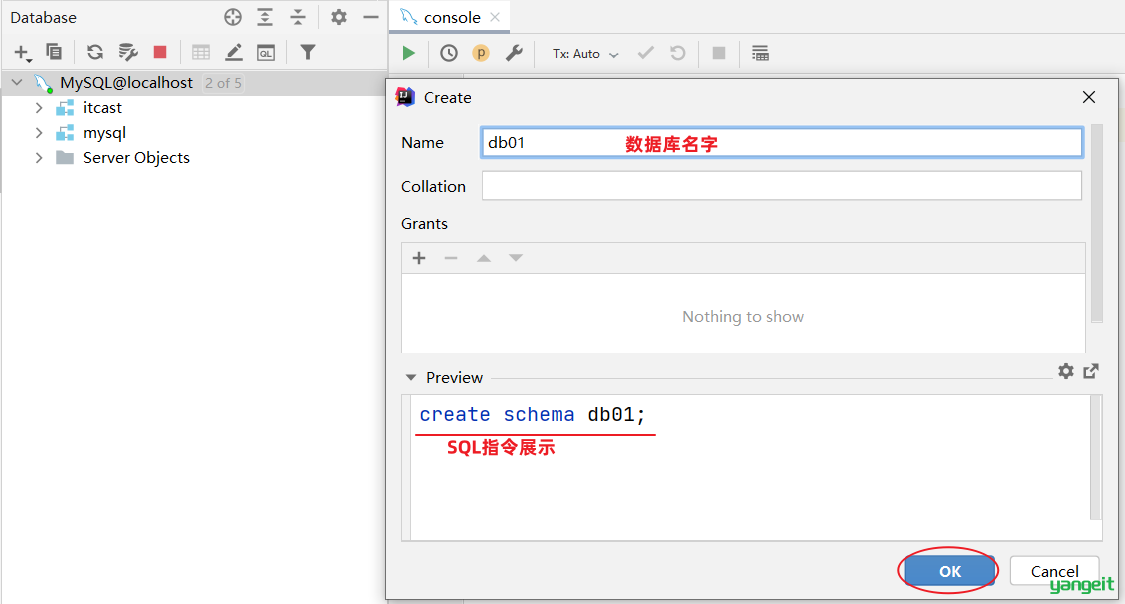 Database
console
Tx: Auto
MySQL@localhost 2 of 5
itcast
mysql
Server Objects
Create
Name db01 数据库名字
Collation
Grants
Nothing to show
Preview
create schema db01;
SQL指令展示
OK Cancel
yangeit